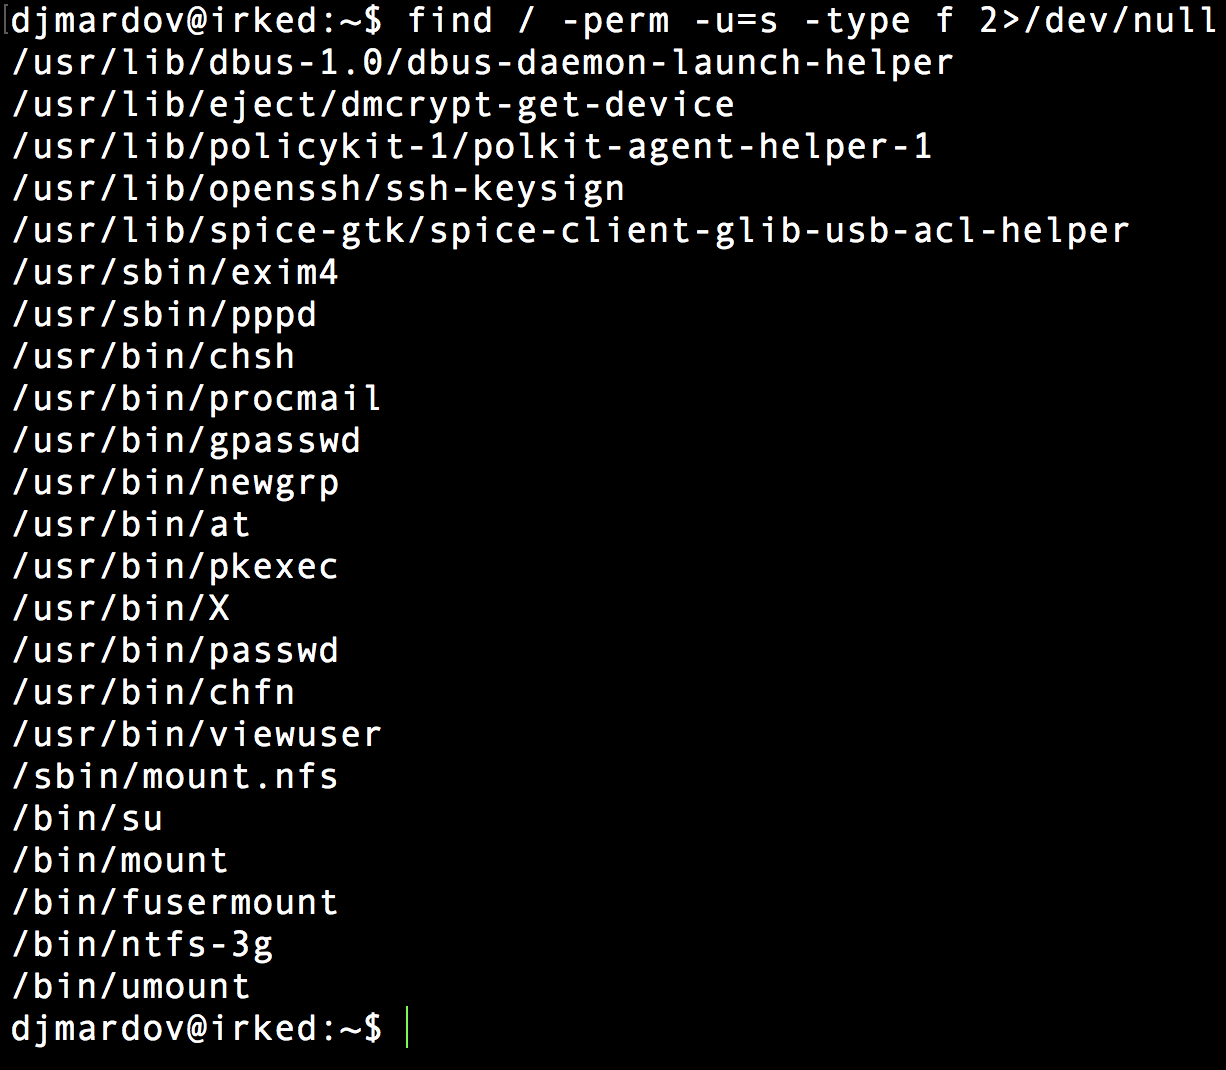 djmardov@irked:~$ find / -perm -u=s -type f 2>/dev/null
/usr/lib/dbus-1.0/dbus-daemon-launch-helper
/usr/lib/eject/dmcrypt-get-device
/usr/lib/policykit-1/polkit-agent-helper-1
/usr/lib/openssh/ssh-keysign
/usr/lib/spice-gtk/spice-client-glib-usb-acl-helper
/usr/sbin/exim4
/usr/sbin/pppd
/usr/bin/chsh
/usr/bin/procmail
/usr/bin/gpasswd
/usr/bin/newgrp
/usr/bin/at
/usr/bin/pkexec
/usr/bin/X
/usr/bin/passwd
/usr/bin/chfn
/usr/bin/viewuser
/sbin/mount.nfs
/bin/su
/bin/mount
/bin/fusermount
/bin/ntfs-3g
/bin/umount
djmardov@irked:~$